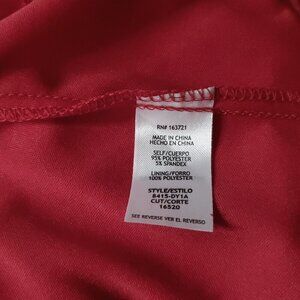 RN# 163721
MADE IN CHINA
HECHO EN CHINA
SELF/CUERPO
95% POLYESTER
5% SPANDEX
LINING/FORRO
100% POLYESTER
STYLE/ESTILO
8415-DY1A
CUT/CORTE
16520
SEE REVERSE VER EL REVERSO